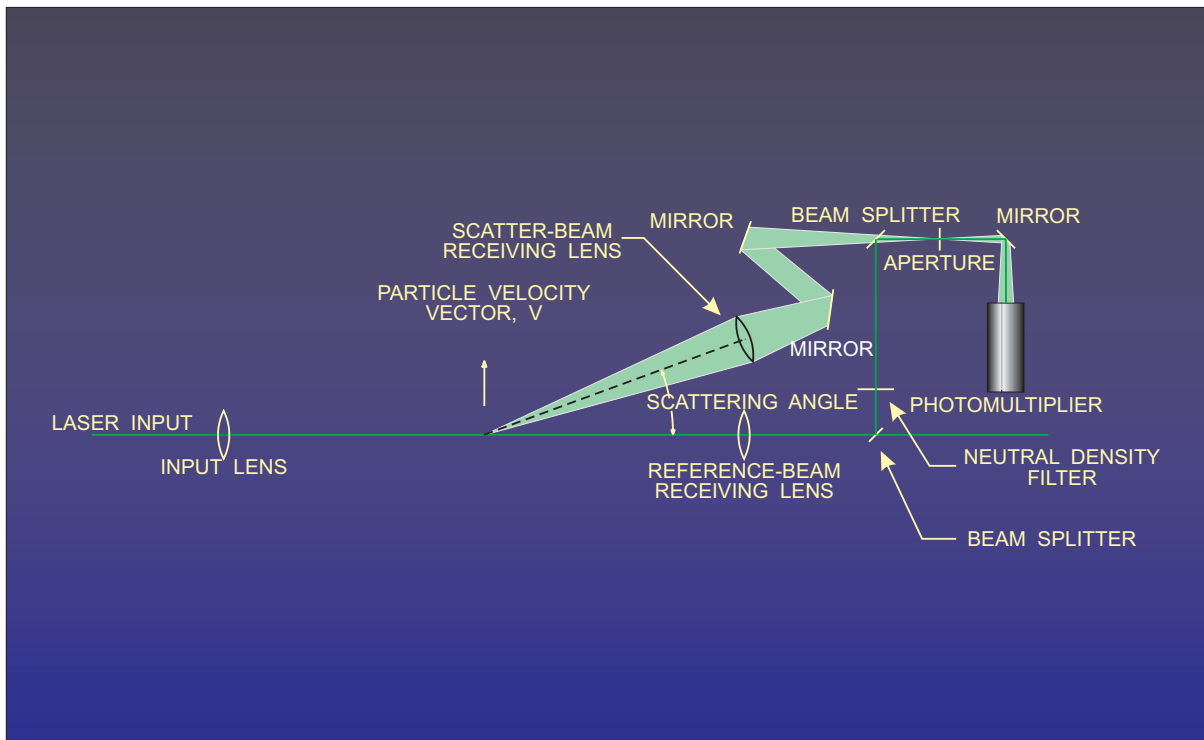 MIRROR
BEAM SPLITTER
MIRROR
SCATTER-BEAM
RECEIVING LENS
APERTURE
PARTICLE VELOCITY
VECTOR, V
MIRROR
SCATTERING ANGLE
PHOTOMULTIPLIER
LASER INPUT
INPUT LENS
REFERENCE-BEAM
RECEIVING LENS
NEUTRAL DENSITY
FILTER
BEAM SPLITTER